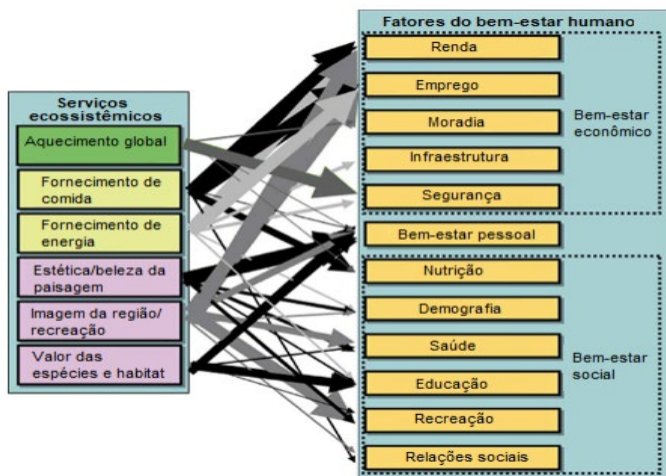 Serviços
ecossistêmicos
Aquecimento global
Fornecimento de
comida
Fornecimento de
energia
Estética/beleza da
paisagem
Imagem da região/
recreação
Valor das
espécies e habitat
Fatores do bem-estar humano
Renda
Emprego
Moradia
Infraestrutura
Segurança
Bem-estar
econômico
Bem-estar pessoal
Nutrição
Demografia
Saúde
Educação
Recreação
Relações sociais
Bem-estar
social